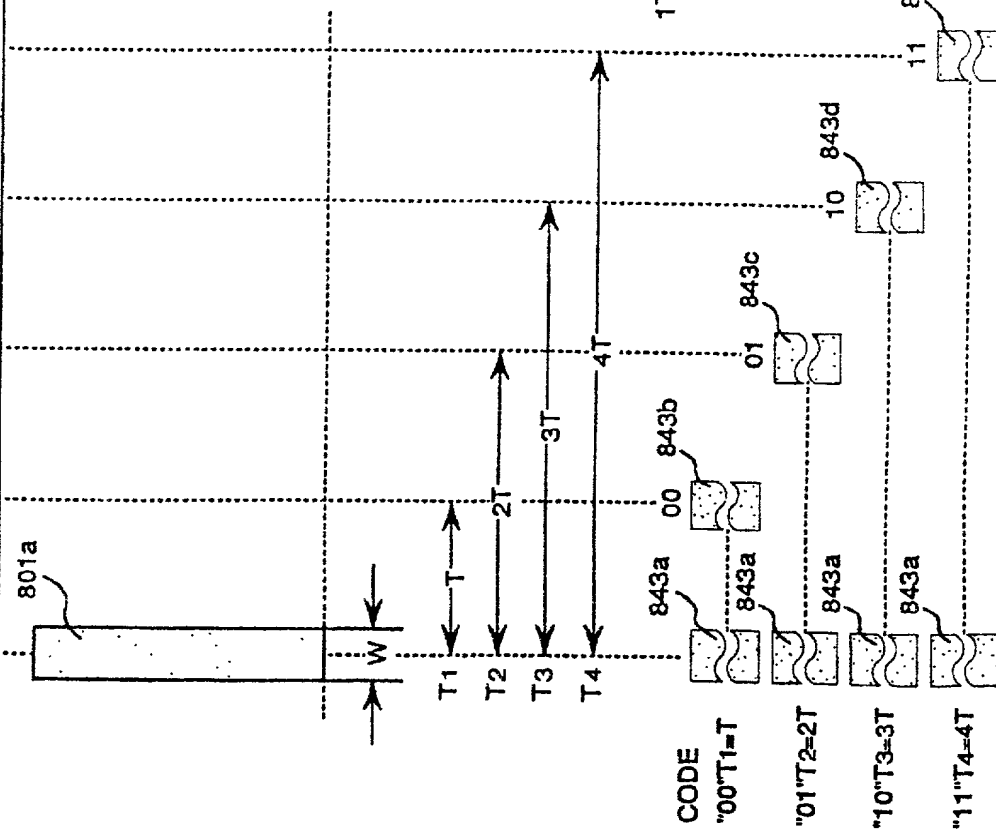 801a
W
T1 T
T2 2T
T3 3T
T4 4T
CODE
00 01 10 11
"00"T1=T 843a 843b
"01"T2=2T 843a 843c
"10"T3=3T 843a 843d
"11"T4=4T 843a